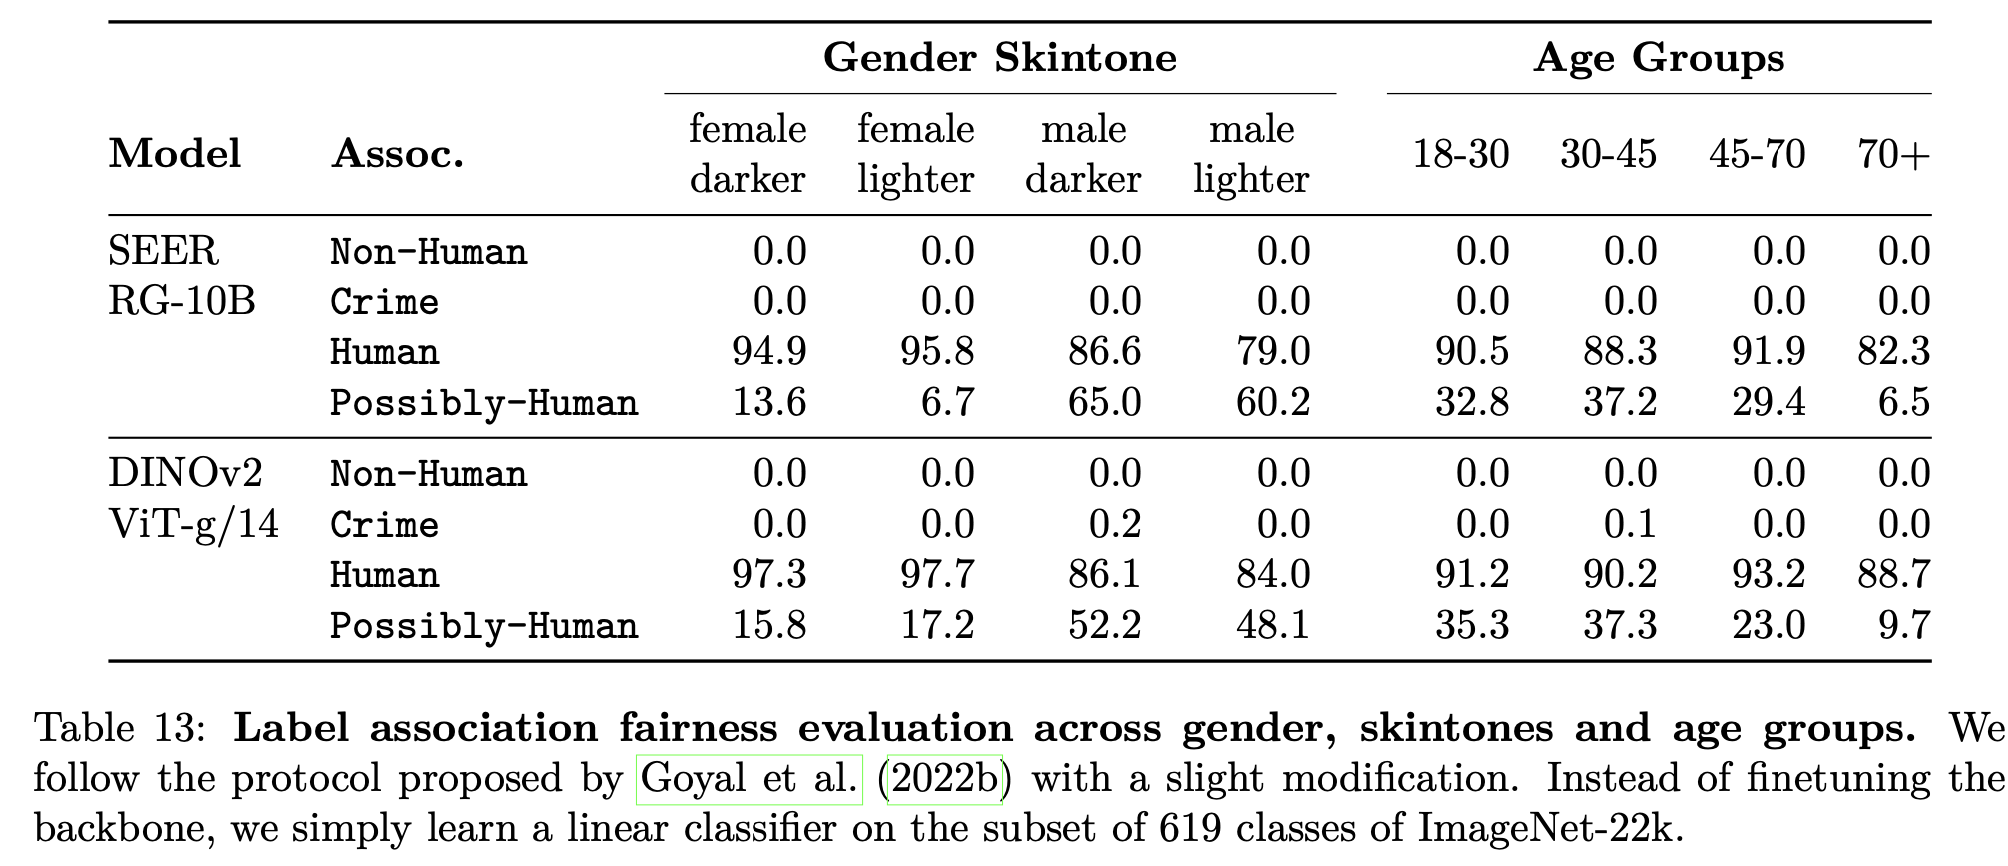 Gender Skintone Age Groups
Model Assoc. female darker female lighter male darker male lighter 18-30 30-45 45-70 70+
SEER Non-Human 0.0 0.0 0.0 0.0 0.0 0.0 0.0 0.0
RG-10B Crime 0.0 0.0 0.0 0.0 0.0 0.0 0.0 0.0
Human 94.9 95.8 86.6 79.0 90.5 88.3 91.9 82.3
Possibly-Human 13.6 6.7 65.0 60.2 32.8 37.2 29.4 6.5
DINOv2 Non-Human 0.0 0.0 0.0 0.0 0.0 0.0 0.0 0.0
ViT-g/14 Crime 0.0 0.0 0.2 0.0 0.0 0.1 0.0 0.0
Human 97.3 97.7 86.1 84.0 91.2 90.2 93.2 88.7
Possibly-Human 15.8 17.2 52.2 48.1 35.3 37.3 23.0 9.7
Table 13: Label association fairness evaluation across gender, skintones and age groups. We
follow the protocol proposed by Goyal et al. (2022b) with a slight modification. Instead of finetuning the
backbone, we simply learn a linear classifier on the subset of 619 classes of ImageNet-22k.